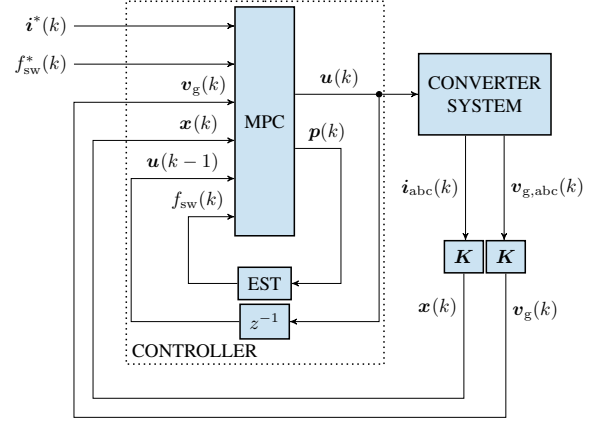 i*(k)
f*sw(k)
vg(k)
x(k)
u(k − 1)
fsw(k)
MPC
u(k)
p(k)
CONVERTER
SYSTEM
iabc(k)
vg,abc(k)
K
K
EST
z−1
x(k)
vg(k)
CONTROLLER